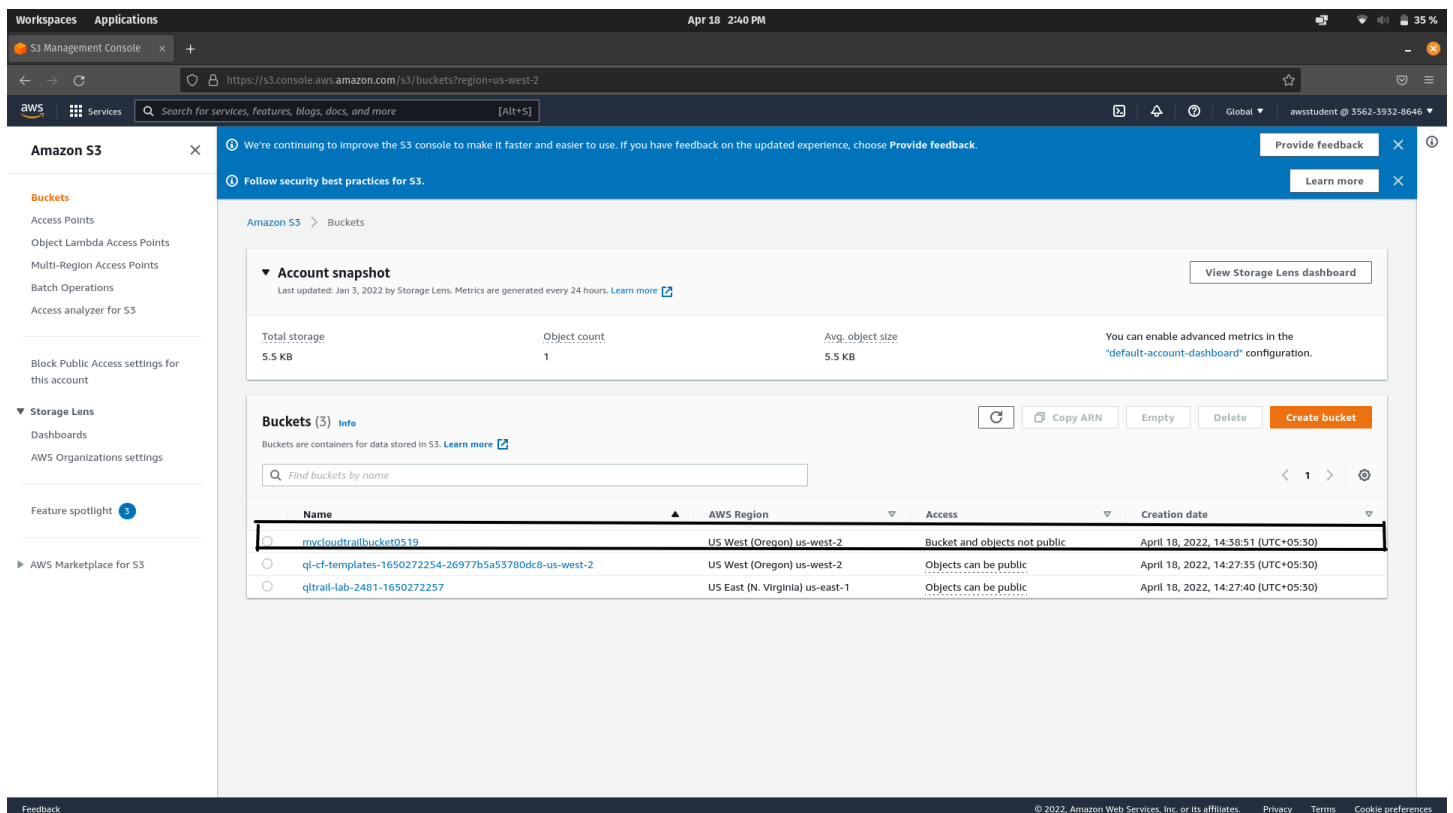 Workspaces Applications Apr 18 2:40 PM 35 %
S3 Management Console × +
https://s3.console.aws.amazon.com/s3/buckets?region=us-west-2
aws Services Search for services, features, blogs, docs, and more [Alt+S] Global ▼ awsstudent @ 3562-3932-8646 ▼
Amazon S3
We're continuing to improve the S3 console to make it faster and easier to use. If you have feedback on the updated experience, choose Provide feedback. Provide feedback
Follow security best practices for S3. Learn more
Buckets
Access Points
Object Lambda Access Points
Multi-Region Access Points
Batch Operations
Access analyzer for S3
Block Public Access settings for
this account
Storage Lens
Dashboards
AWS Organizations settings
Feature spotlight 3
AWS Marketplace for S3
Amazon S3 > Buckets
Account snapshot View Storage Lens dashboard
Last updated: Jan 3, 2022 by Storage Lens. Metrics are generated every 24 hours. Learn more
Total storage Object count Avg. object size You can enable advanced metrics in the
5.5 KB 1 5.5 KB "default-account-dashboard" configuration.
Buckets (3) Info Copy ARN Empty Delete Create bucket
Buckets are containers for data stored in S3. Learn more
Find buckets by name < 1 >
Name AWS Region Access Creation date
mycloudtrailbucket0519 US West (Oregon) us-west-2 Bucket and objects not public April 18, 2022, 14:38:51 (UTC+05:30)
ql-cf-templates-1650272254-26977b5a53780dc8-us-west-2 US West (Oregon) us-west-2 Objects can be public April 18, 2022, 14:27:35 (UTC+05:30)
qltrail-lab-2481-1650272257 US East (N. Virginia) us-east-1 Objects can be public April 18, 2022, 14:27:40 (UTC+05:30)
Feedback © 2022, Amazon Web Services, Inc. or its affiliates. Privacy Terms Cookie preferences